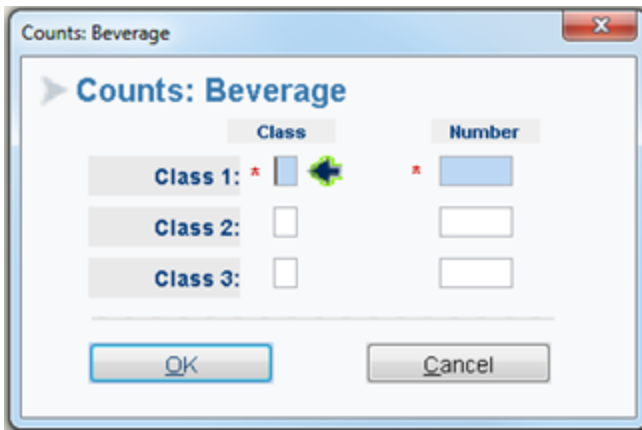 Counts: Beverage
Counts: Beverage
Class Number
Class 1: * *
Class 2:
Class 3:
OK Cancel